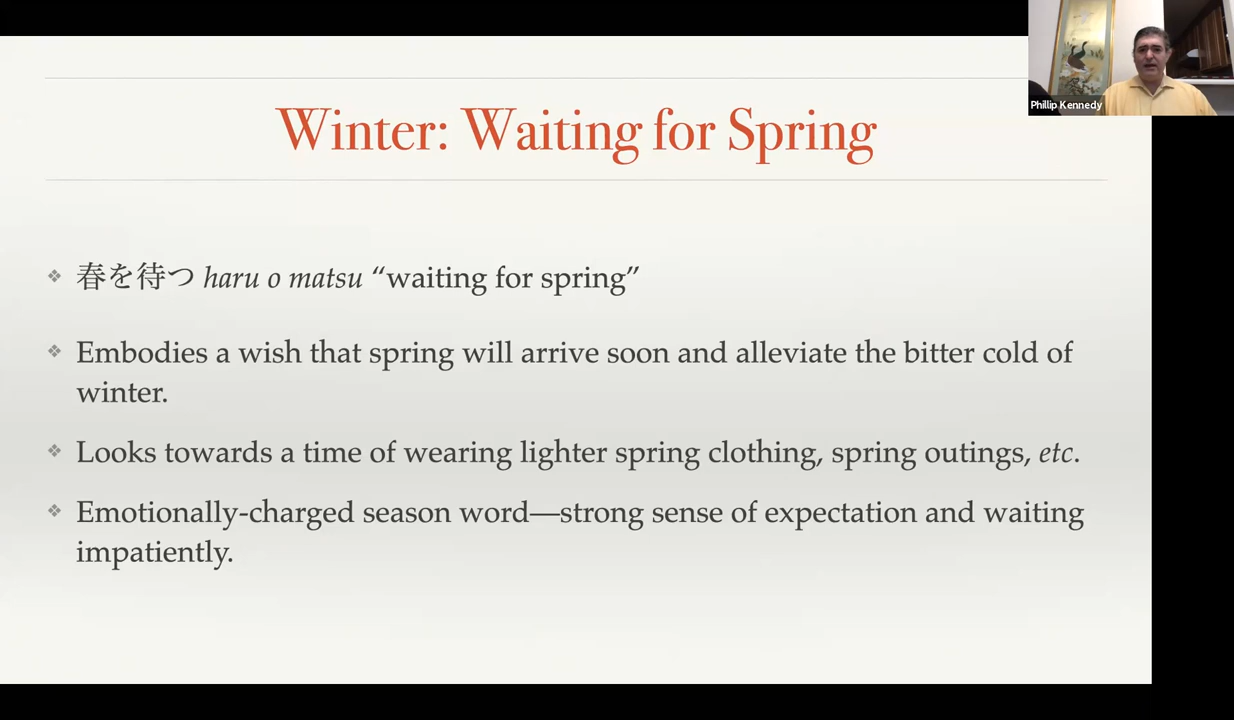 Phillip Kennedy
Winter: Waiting for Spring
春を待つ haru o matsu “waiting for spring”
Embodies a wish that spring will arrive soon and alleviate the bitter cold of
winter.
Looks towards a time of wearing lighter spring clothing, spring outings, etc.
Emotionally-charged season word—strong sense of expectation and waiting
impatiently.